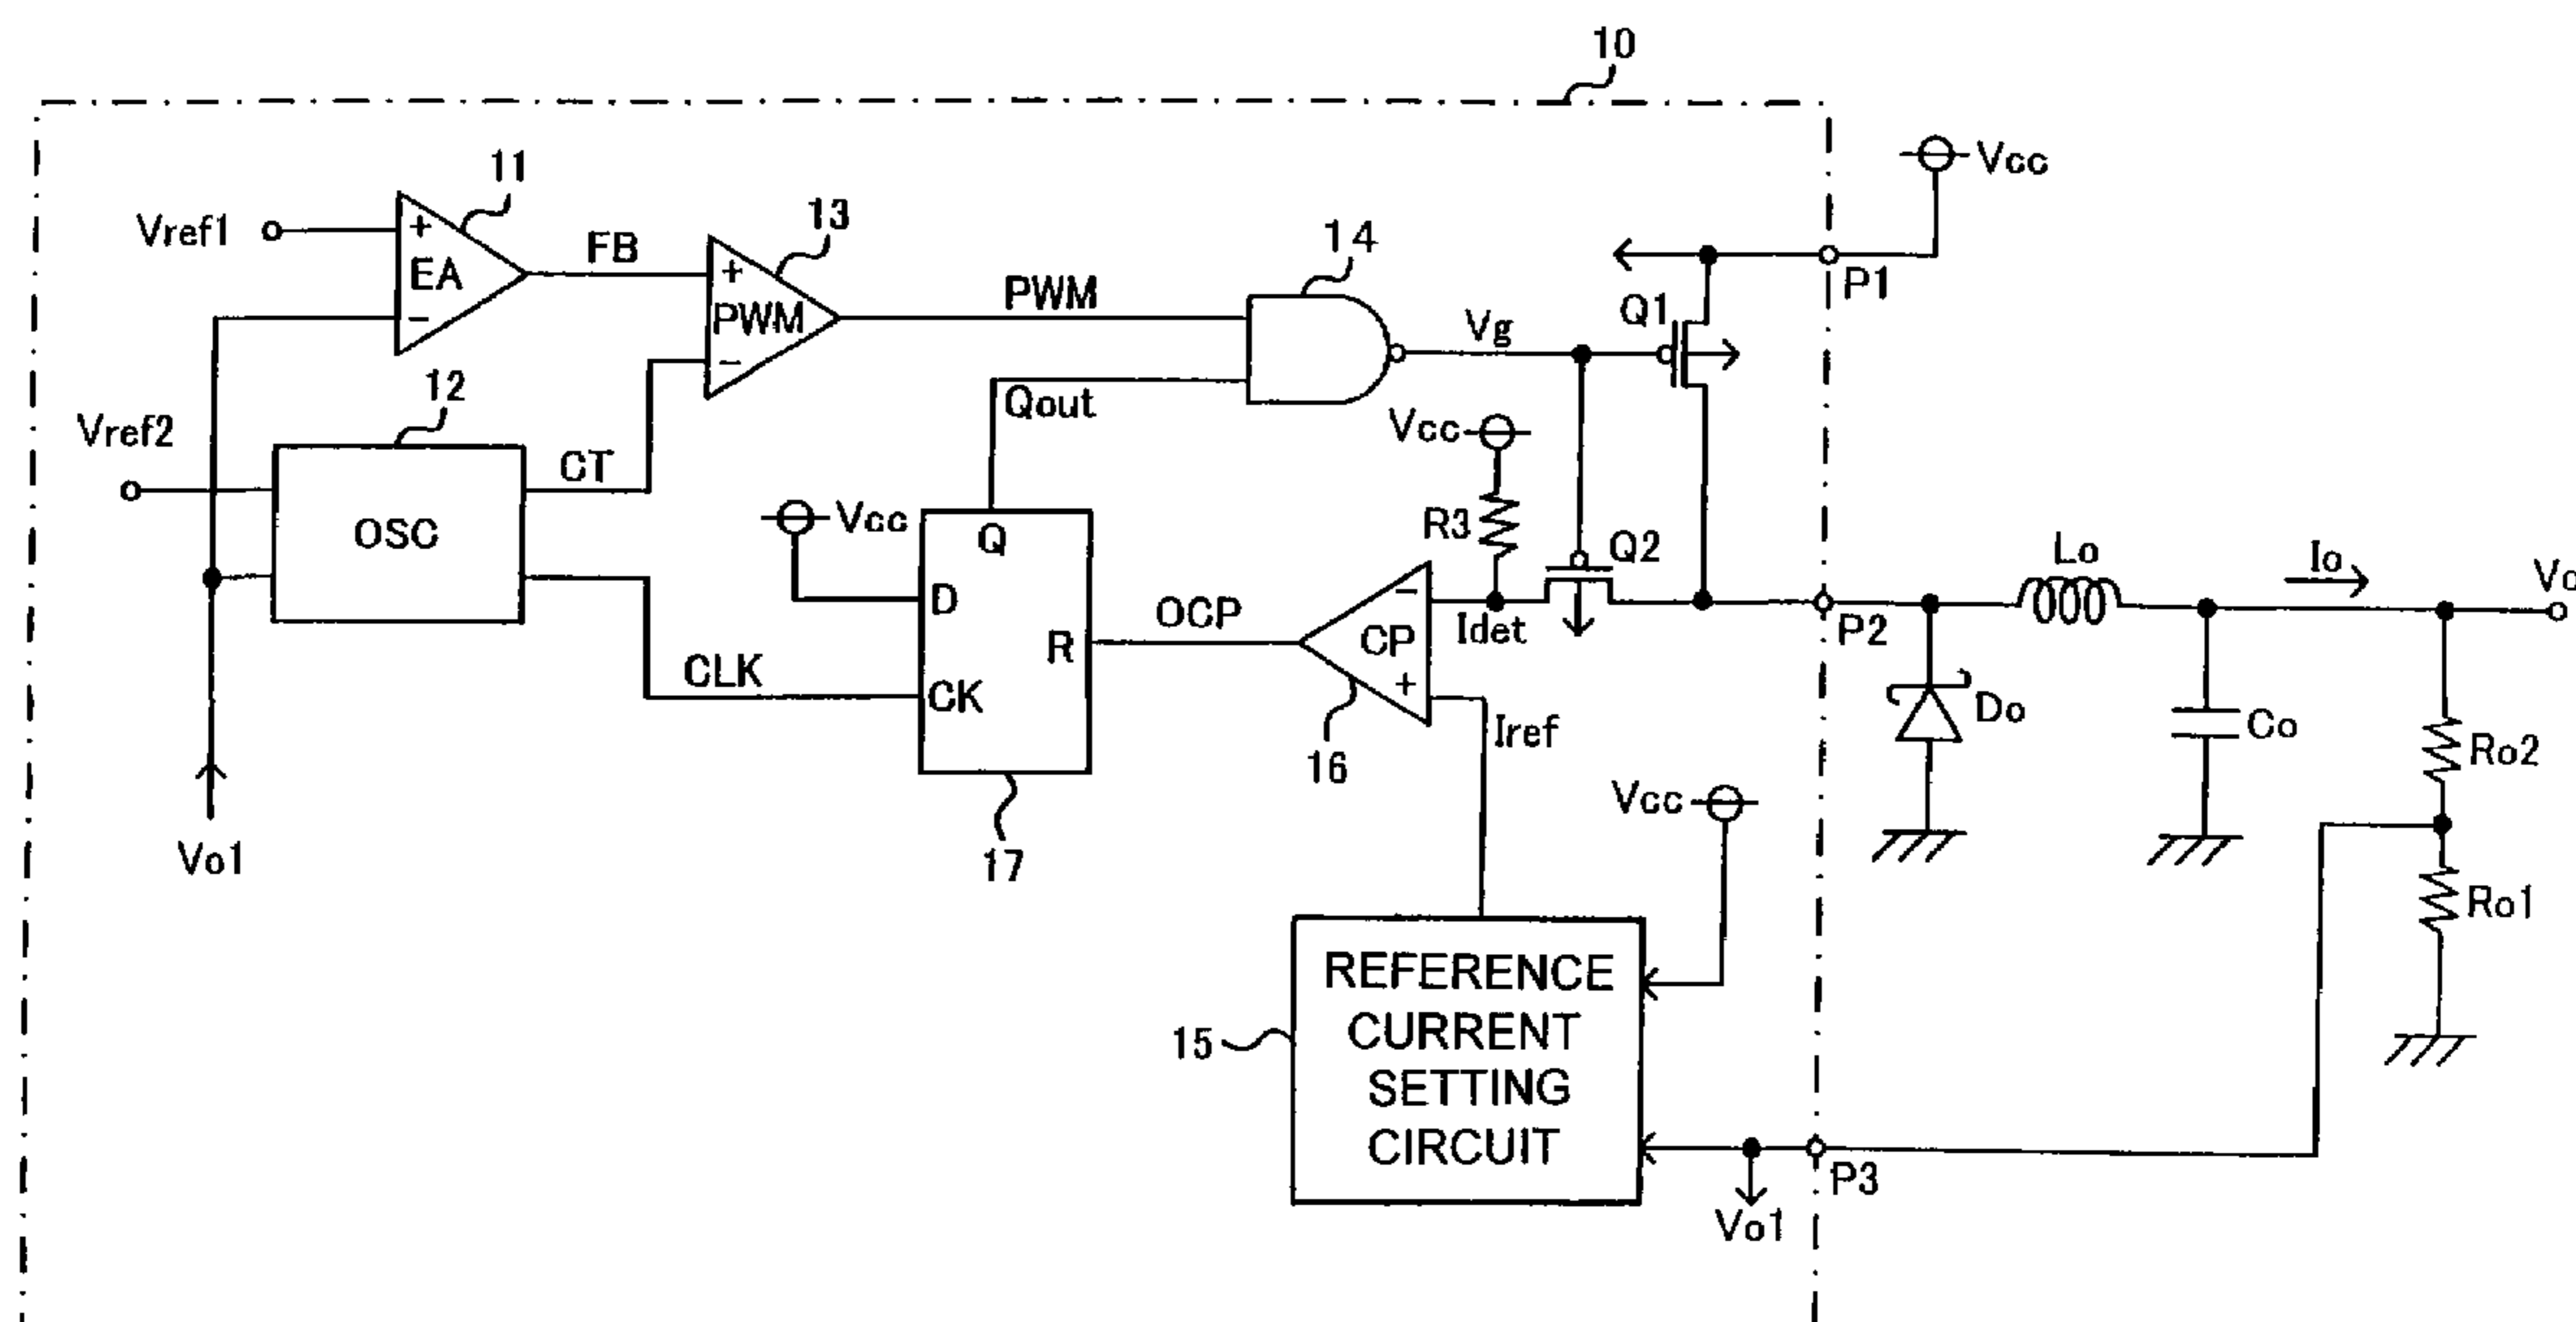 10
11
Vref1
+
EA
-
FB
13
+
PWM
-
PWM
14
Vcc
P1
Q1
Vg
Vref2
12
OSC
CT
CLK
Vo1
Qout
Vcc
Q
D
R
CK
17
OCP
Vcc
R3
Q2
-
CP
+
Idet
16
Iref
P2
Lo
Io
Vo
Do
Co
Ro2
Ro1
Vcc
15
REFERENCE
CURRENT
SETTING
CIRCUIT
P3
Vo1